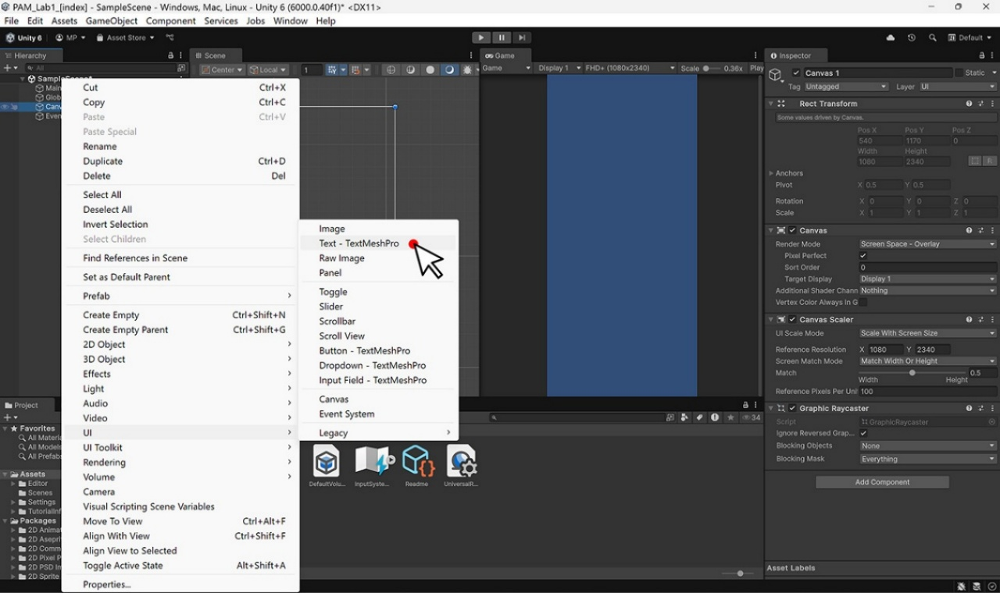 PAM_Lab1_[index] - SampleScene - Windows, Mac, Linux - Unity 6 (6000.0.40f1)* <DX11>
File Edit Assets GameObject Component Services Jobs Window Help
Unity 6 MP Asset Store Default
Hierarchy
All
Main
Glob
Canv
Even
Cut Ctrl+X
Copy Ctrl+C
Paste Ctrl+V
Paste Special
Rename
Duplicate Ctrl+D
Delete Del
Select All
Deselect All
Invert Selection
Select Children
Find References in Scene
Set as Default Parent
Prefab
Create Empty Ctrl+Shift+N
Create Empty Parent Ctrl+Shift+G
2D Object
3D Object
Effects
Light
Audio
Video
UI
UI Toolkit
Rendering
Volume
Camera
Visual Scripting Scene Variables
Move To View Ctrl+Alt+F
Align With View Ctrl+Shift+F
Align View to Selected
Toggle Active State Alt+Shift+A
Properties...
Image
Text - TextMeshPro
Raw Image
Panel
Toggle
Slider
Scrollbar
Scroll View
Button - TextMeshPro
Dropdown - TextMeshPro
Input Field - TextMeshPro
Canvas
Event System
Legacy
Scene
Center Local 1
Game
Game Display 1 FHD+ (1080x2340) Scale 0.36x Play
Inspector
Canvas 1 Static
Tag Untagged Layer UI
Rect Transform
Some values driven by Canvas.
Pos X Pos Y Pos Z
540 1170 0
Width Height
1080 2340 R
Anchors
Pivot X 0.5 Y 0.5
Rotation X 0 Y 0 Z 0
Scale X 1 Y 1 Z 1
Canvas
Render Mode Screen Space - Overlay
Pixel Perfect
Sort Order 0
Target Display Display 1
Additional Shader Chann Nothing
Vertex Color Always In G
Canvas Scaler
UI Scale Mode Scale With Screen Size
Reference Resolution X 1080 Y 2340
Screen Match Mode Match Width Or Height
Match 0.5
Width Height
Reference Pixels Per Uni 100
Graphic Raycaster
Script GraphicRaycaster
Ignore Reversed Grap...
Blocking Objects None
Blocking Mask Everything
Add Component
Asset Labels
Project
34
Favorites
All Materia
All Models
All Prefabs
Assets
Editor
Scenes
Settings
TutorialInf
Packages
2D Animat
2D Asepri
2D Comm
2D Pixel P
2D PSD Im
2D Sprite
DefaultVolu... InputSyste... Readme UniversalR...